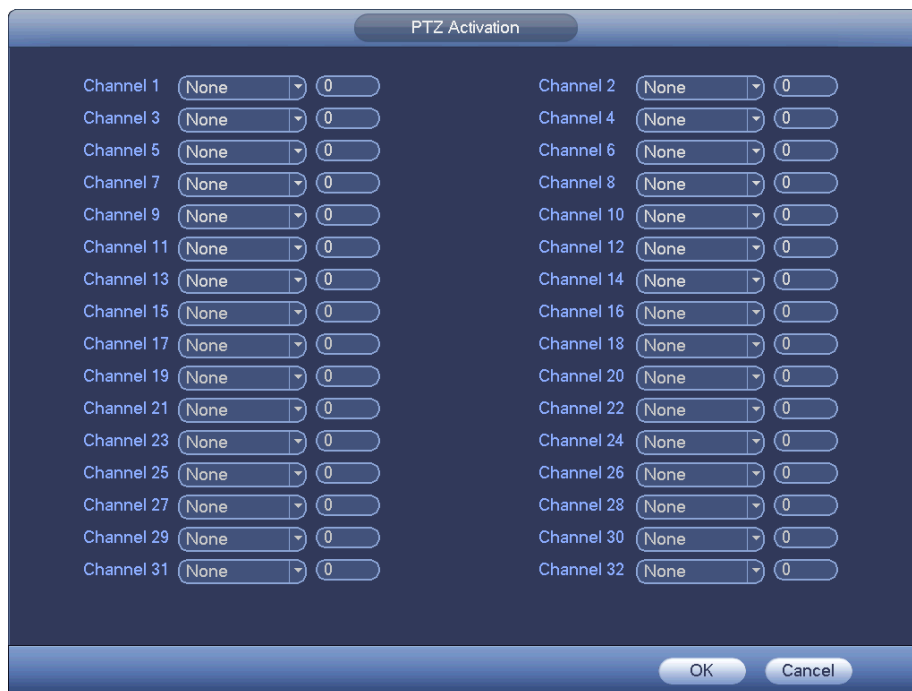 PTZ Activation
Channel 1 None 0 Channel 2 None 0
Channel 3 None 0 Channel 4 None 0
Channel 5 None 0 Channel 6 None 0
Channel 7 None 0 Channel 8 None 0
Channel 9 None 0 Channel 10 None 0
Channel 11 None 0 Channel 12 None 0
Channel 13 None 0 Channel 14 None 0
Channel 15 None 0 Channel 16 None 0
Channel 17 None 0 Channel 18 None 0
Channel 19 None 0 Channel 20 None 0
Channel 21 None 0 Channel 22 None 0
Channel 23 None 0 Channel 24 None 0
Channel 25 None 0 Channel 26 None 0
Channel 27 None 0 Channel 28 None 0
Channel 29 None 0 Channel 30 None 0
Channel 31 None 0 Channel 32 None 0
OK Cancel